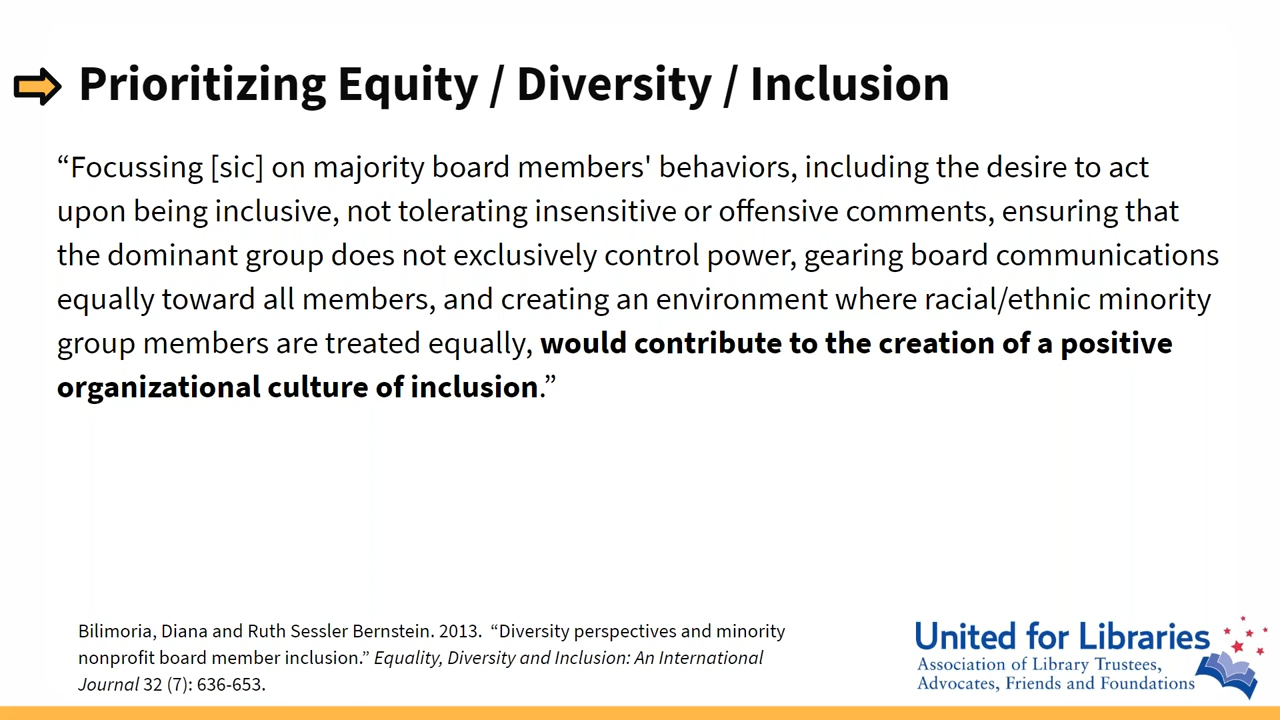 Prioritizing Equity / Diversity / Inclusion
“Focussing [sic] on majority board members' behaviors, including the desire to act
upon being inclusive, not tolerating insensitive or offensive comments, ensuring that
the dominant group does not exclusively control power, gearing board communications
equally toward all members, and creating an environment where racial/ethnic minority
group members are treated equally, would contribute to the creation of a positive
organizational culture of inclusion.”
Bilimoria, Diana and Ruth Sessler Bernstein. 2013. “Diversity perspectives and minority
nonprofit board member inclusion.” Equality, Diversity and Inclusion: An International
Journal 32 (7): 636-653.
United for Libraries
Association of Library Trustees,
Advocates, Friends and Foundations